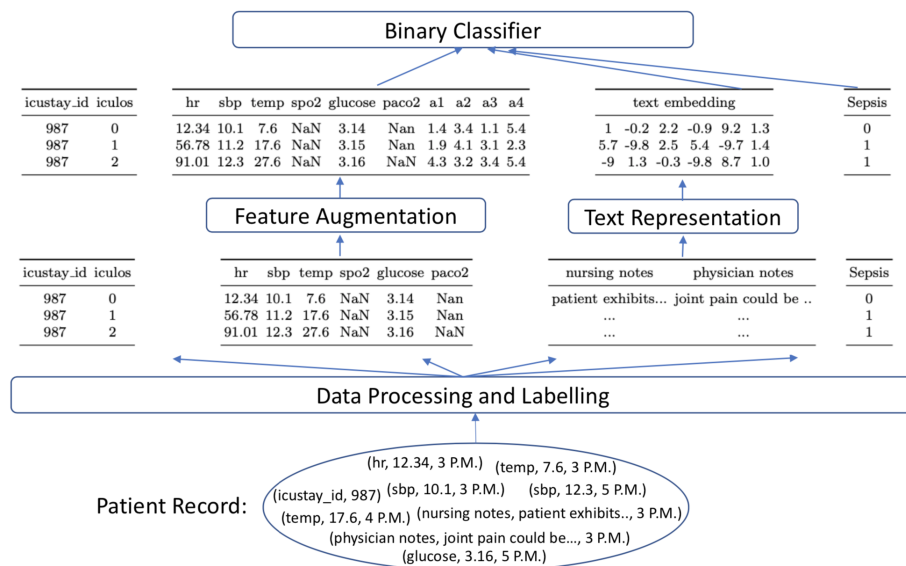 Binary Classifier
icustay_id iculos
987 0
987 1
987 2
hr sbp temp spo2 glucose paco2 a1 a2 a3 a4
12.34 10.1 7.6 NaN 3.14 Nan 1.4 3.4 1.1 5.4
56.78 11.2 17.6 NaN 3.15 Nan 1.9 4.1 3.1 2.3
91.01 12.3 27.6 NaN 3.16 NaN 4.3 3.2 3.4 5.4
text embedding
1 -0.2 2.2 -0.9 9.2 1.3
5.7 -9.8 2.5 5.4 -9.7 1.4
-9 1.3 -0.3 -9.8 8.7 1.0
Sepsis
0
1
1
Feature Augmentation
Text Representation
icustay_id iculos
987 0
987 1
987 2
hr sbp temp spo2 glucose paco2
12.34 10.1 7.6 NaN 3.14 Nan
56.78 11.2 17.6 NaN 3.15 Nan
91.01 12.3 27.6 NaN 3.16 NaN
nursing notes physician notes
patient exhibits... joint pain could be ..
... ...
... ...
Sepsis
0
1
1
Data Processing and Labelling
Patient Record:
(hr, 12.34, 3 P.M.)
(temp, 7.6, 3 P.M.)
(icustay_id, 987)
(sbp, 10.1, 3 P.M.)
(sbp, 12.3, 5 P.M.)
(temp, 17.6, 4 P.M.)
(nursing notes, patient exhibits.., 3 P.M.)
(physician notes, joint pain could be..., 3 P.M.)
(glucose, 3.16, 5 P.M.)